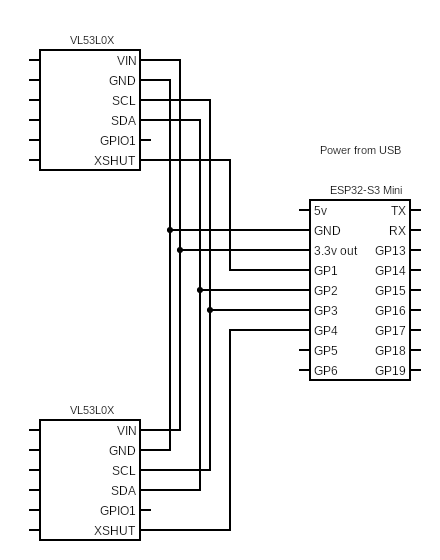 VL53L0X
VIN
GND
SCL
SDA
GPIO1
XSHUT
Power from USB
ESP32-S3 Mini
5v TX
GND RX
3.3v out GP13
GP1 GP14
GP2 GP15
GP3 GP16
GP4 GP17
GP5 GP18
GP6 GP19
VL53L0X
VIN
GND
SCL
SDA
GPIO1
XSHUT